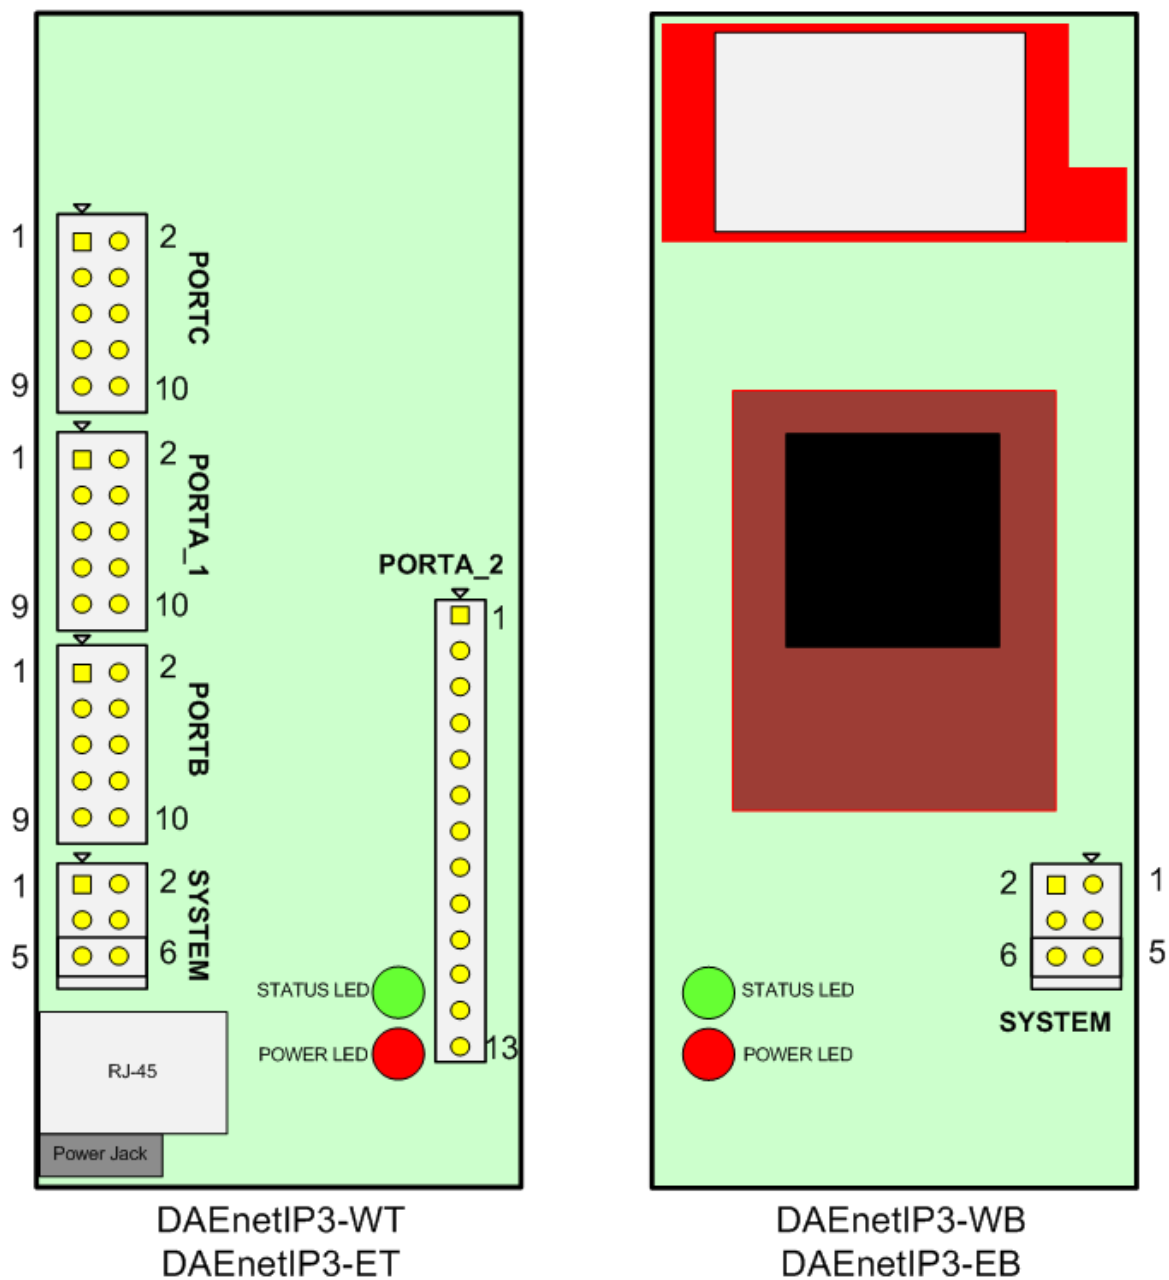 1
2
PORTC
9
10
1
2
PORTA_1
9
10
1
2
PORTB
9
10
1
2
SYSTEM
5
6
PORTA_2
1
13
STATUS LED
POWER LED
RJ-45
Power Jack
DAEnetIP3-WT
DAEnetIP3-ET
2
1
6
5
SYSTEM
STATUS LED
POWER LED
DAEnetIP3-WB
DAEnetIP3-EB